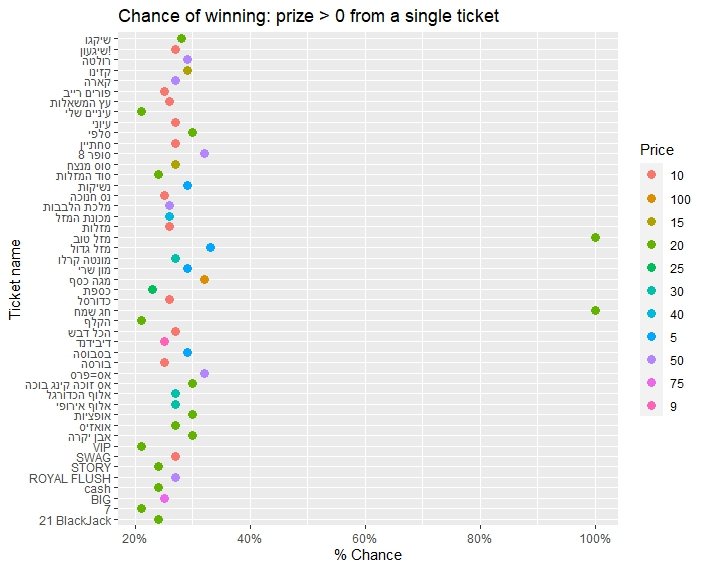 Chance of winning: prize > 0 from a single ticket
Ticket name
שיקגו
שיגעון!
רולטה
קזינו
קארה
פורים רייב
עץ המשאלות
עיניים שלי
עיוני
סלפי
סחתיין
סופר 8
סוס מנצח
סוד המזלות
נשיקות
נס חנוכה
מלכת הלבבות
מכונת המזל
מזלות
מזל טוב
מזל גדול
מונטה קרלו
מון שרי
מגה כסף
כספת
כדורסל
חג שמח
הקלף
הכל דבש
דיבידנד
בסבוסה
בורסה
אס=פרס
אס זוכה קינג בוכה
אלוף הכדורגל
אלוף אירופי
אופציות
אואזיס
אבן יקרה
VIP
SWAG
STORY
ROYAL FLUSH
cash
BIG
7
21 BlackJack
20%
40%
60%
80%
100%
% Chance
Price
10
100
15
20
25
30
40
5
50
75
9